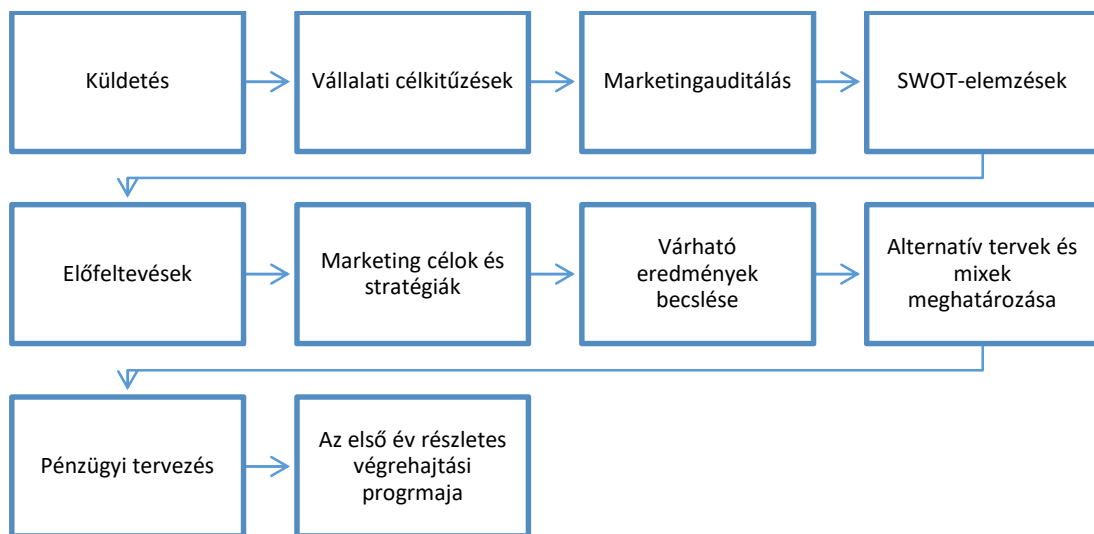 Küldetés
Vállalati célkitűzések
Marketingauditálás
SWOT-elemzések
Előfeltevések
Marketing célok és
stratégiák
Várható
eredmények
becslése
Alternatív tervek és
mixek
meghatározása
Pénzügyi tervezés
Az első év részletes
végrehajtási
progrmaja